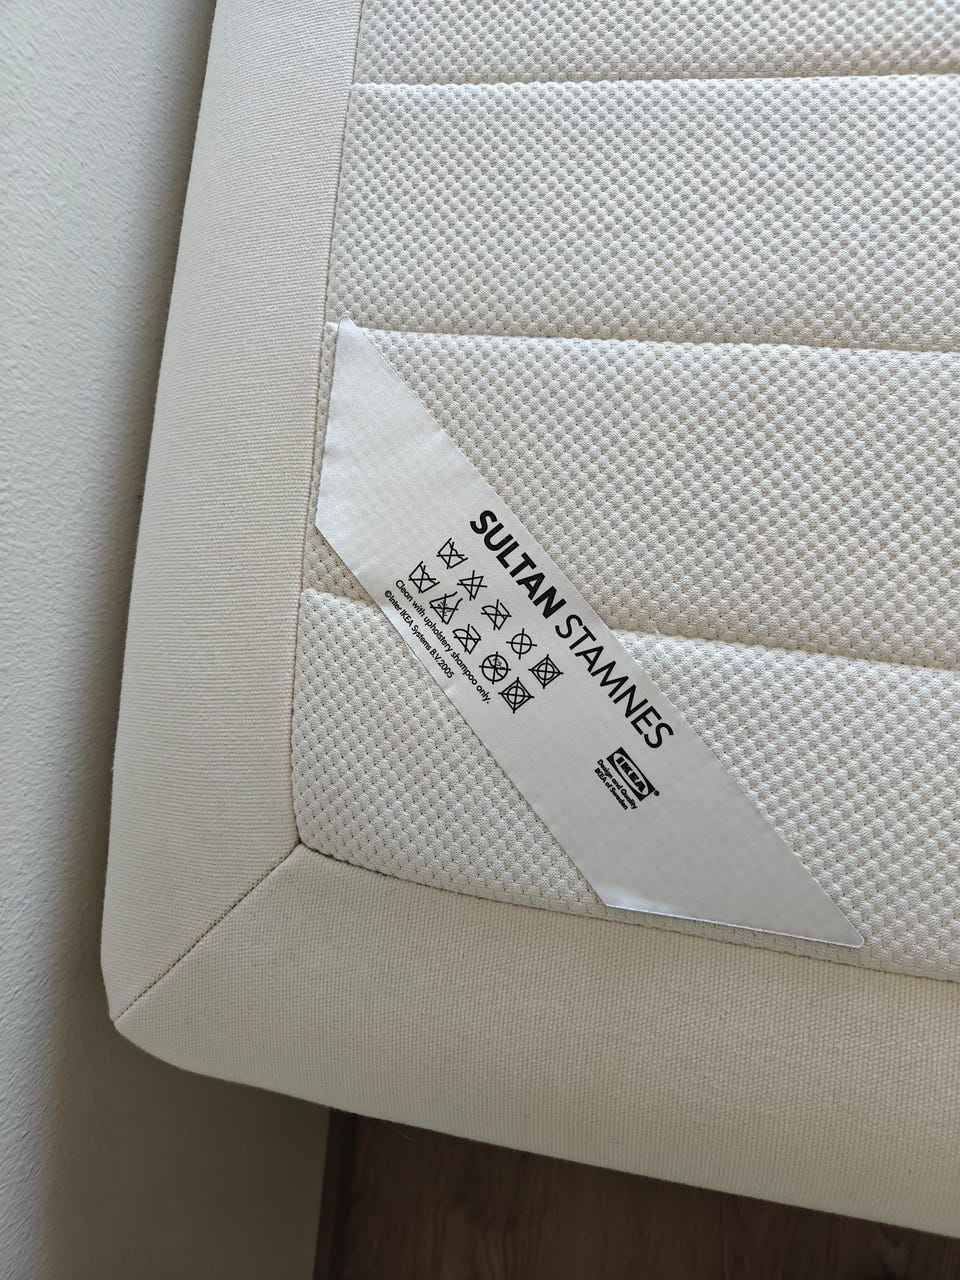 SULTAN STAMNES
Clean with upholstery shampoo only.
©Inter IKEA Systems B.V. 2005
IKEA®
Design and Quality
IKEA of Sweden